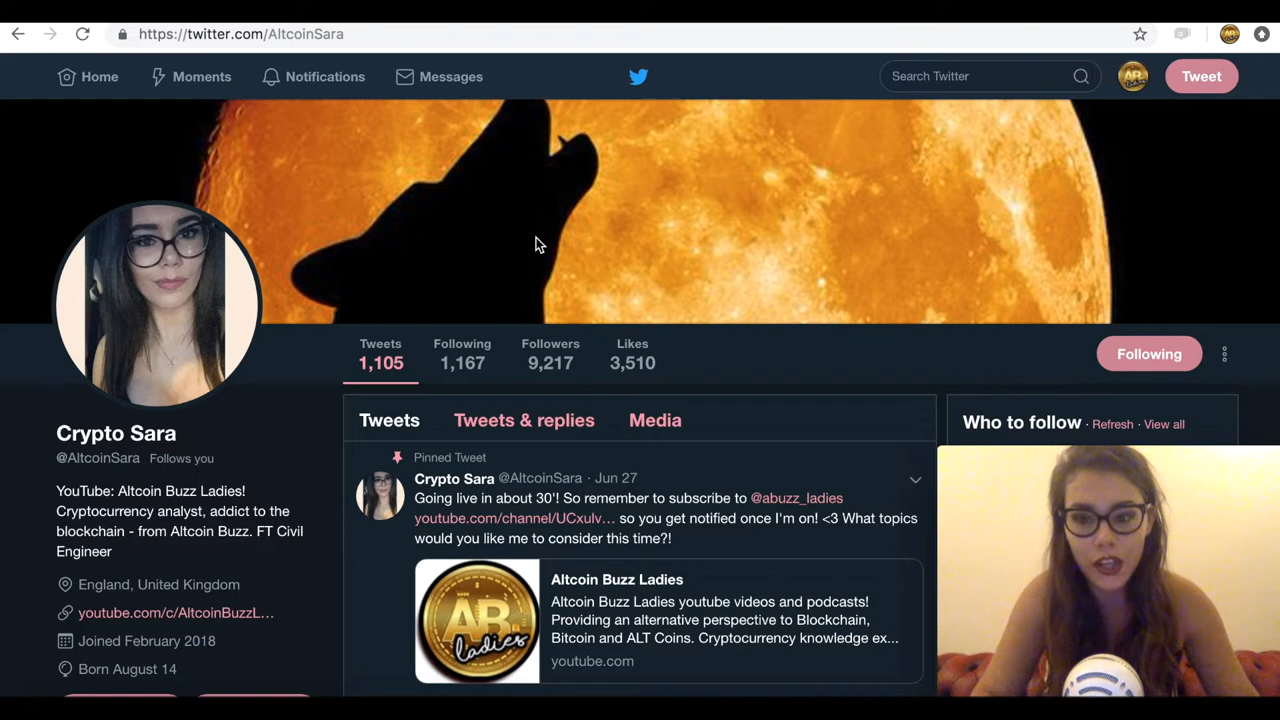 https://twitter.com/AltcoinSara
Home Moments Notifications Messages Search Twitter Tweet
Tweets Following Followers Likes
1,105 1,167 9,217 3,510
Following
Crypto Sara
@AltcoinSara Follows you
YouTube: Altcoin Buzz Ladies!
Cryptocurrency analyst, addict to the
blockchain - from Altcoin Buzz. FT Civil
Engineer
England, United Kingdom
youtube.com/c/AltcoinBuzzL...
Joined February 2018
Born August 14
Tweets Tweets & replies Media
Pinned Tweet
Crypto Sara @AltcoinSara · Jun 27
Going live in about 30'! So remember to subscribe to @abuzz_ladies
youtube.com/channel/UCxulv... so you get notified once I'm on! <3 What topics
would you like me to consider this time?!
AB
ladies
Altcoin Buzz Ladies
Altcoin Buzz Ladies youtube videos and podcasts!
Providing an alternative perspective to Blockchain,
Bitcoin and ALT Coins. Cryptocurrency knowledge ex...
youtube.com
Who to follow · Refresh · View all